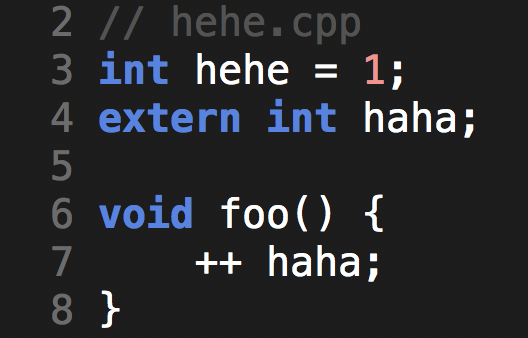 2 // hehe.cpp
3 int hehe = 1;
4 extern int haha;
5
6 void foo() {
7     ++ haha;
8 }